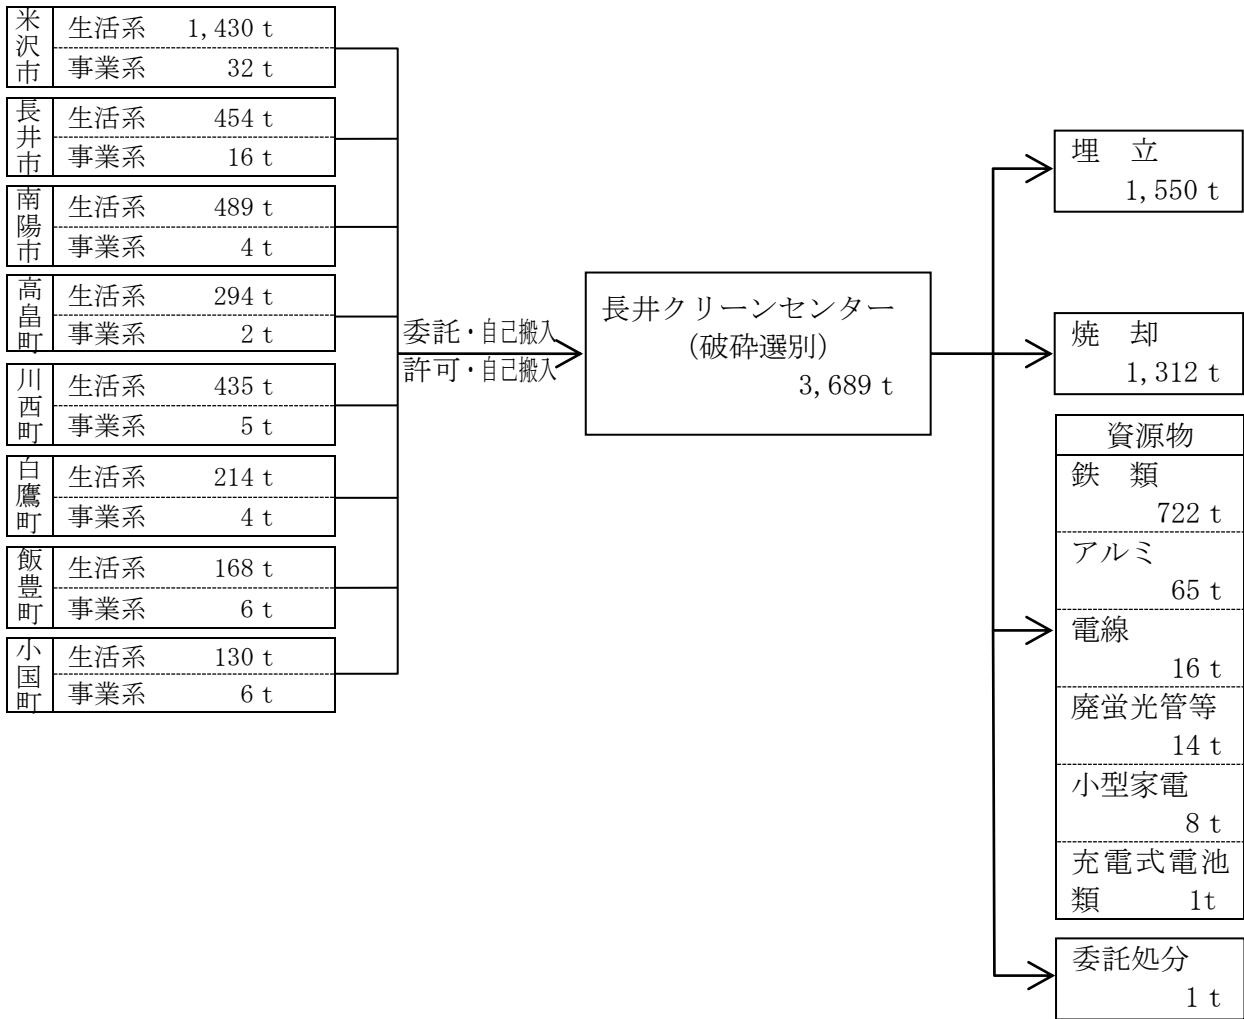 米沢市
生活系 1,430 t
事業系 32 t
長井市
生活系 454 t
事業系 16 t
南陽市
生活系 489 t
事業系 4 t
高畠町
生活系 294 t
事業系 2 t
川西町
生活系 435 t
事業系 5 t
白鷹町
生活系 214 t
事業系 4 t
飯豊町
生活系 168 t
事業系 6 t
小国町
生活系 130 t
事業系 6 t
委託・自己搬入
許可・自己搬入
長井クリーンセンター
(破砕選別)
3,689 t
埋 立
1,550 t
焼 却
1,312 t
資源物
鉄 類
722 t
アルミ
65 t
電線
16 t
廃蛍光管等
14 t
小型家電
8 t
充電式電池
類 1t
委託処分
1 t